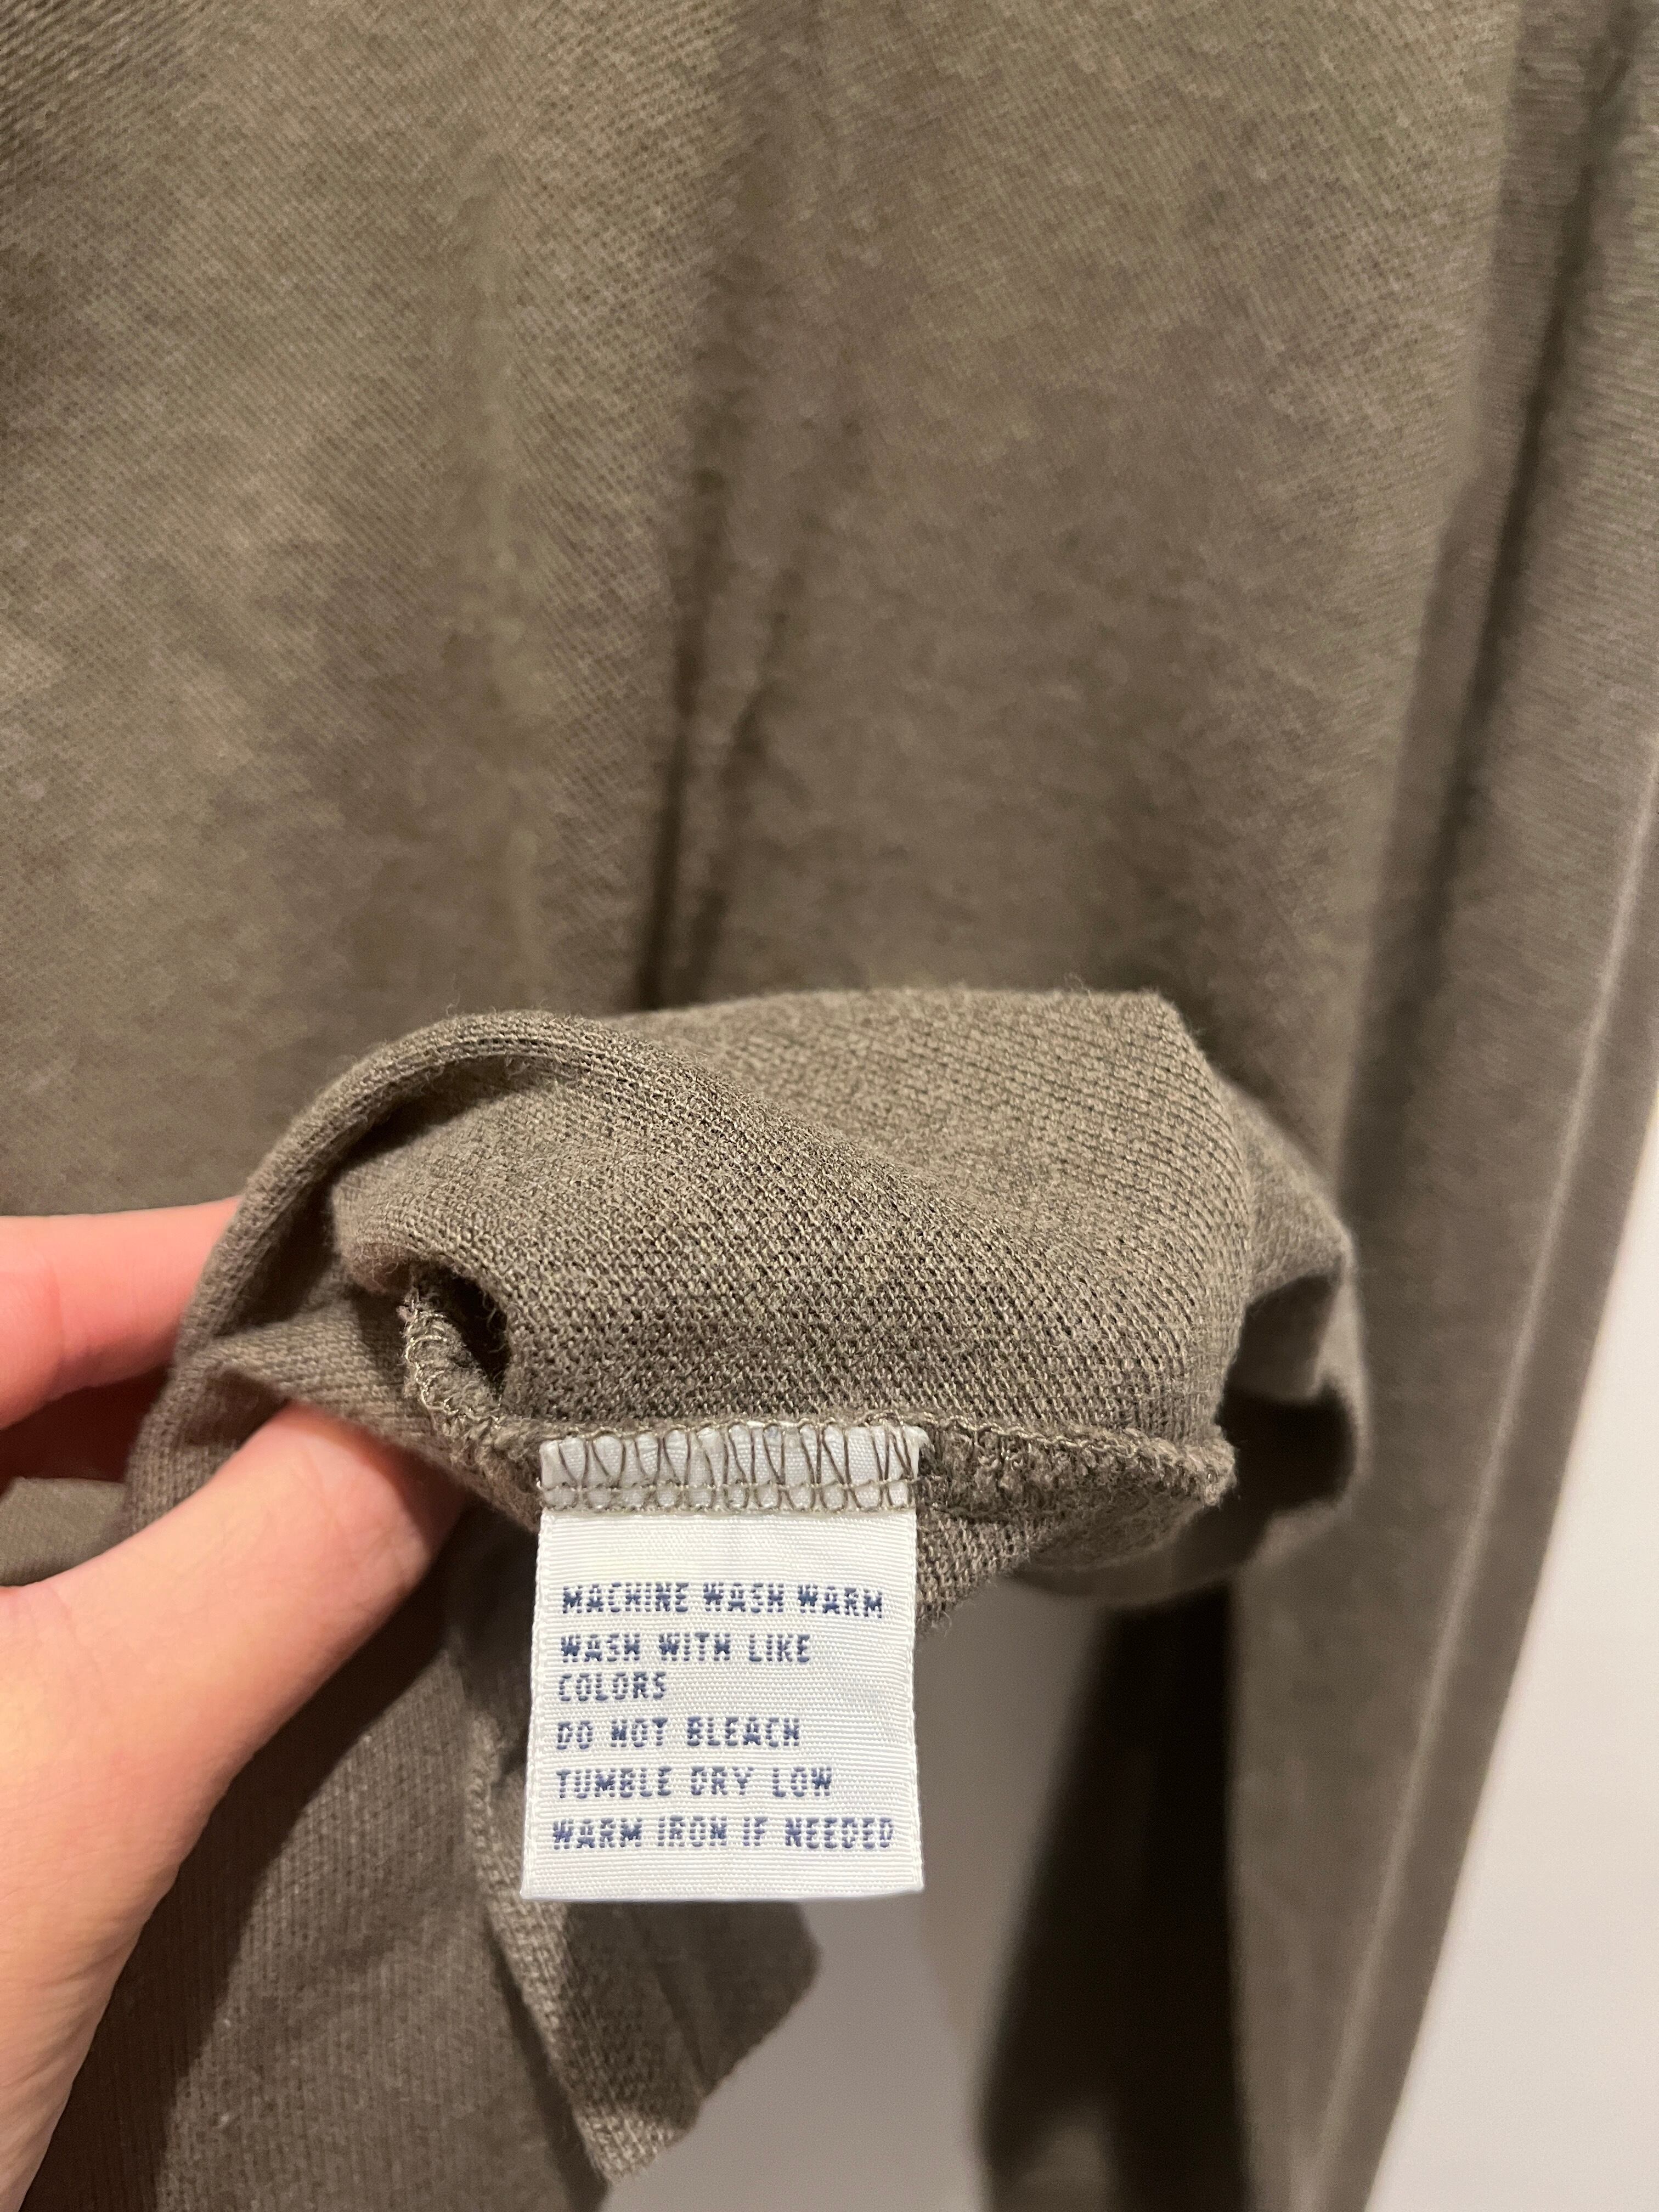 MACHINE WASH WARM
WASH WITH LIKE
COLORS
DO NOT BLEACH
TUMBLE DRY LOW
WARM IRON IF NEEDED